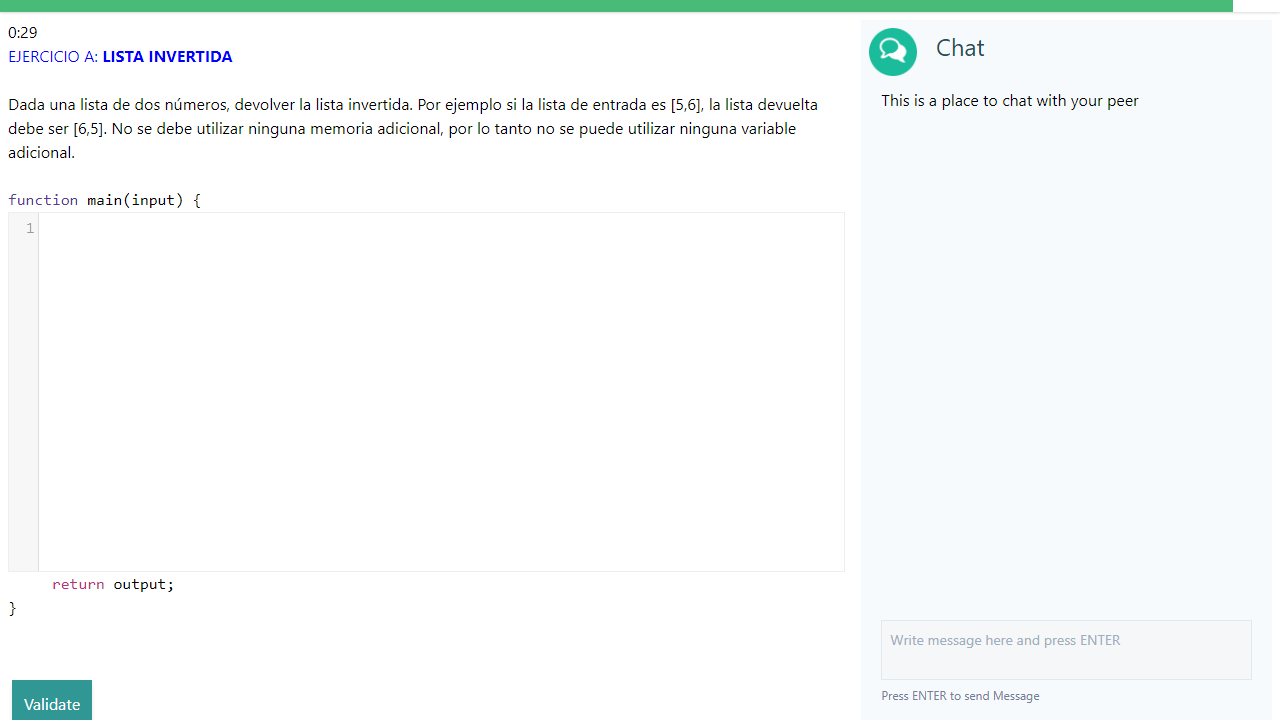 0:29
EJERCICIO A: LISTA INVERTIDA
Dada una lista de dos números, devolver la lista invertida. Por ejemplo si la lista de entrada es [5,6], la lista devuelta
debe ser [6,5]. No se debe utilizar ninguna memoria adicional, por lo tanto no se puede utilizar ninguna variable
adicional.
function main(input) {
1
return output;
}
Validate
Chat
This is a place to chat with your peer
Write message here and press ENTER
Press ENTER to send Message